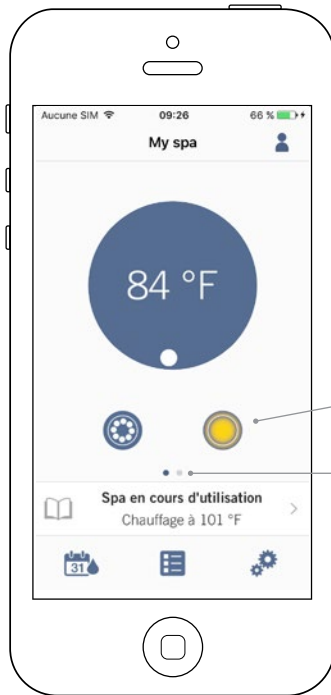 Aucune SIM 09:26 66 %
My spa
84 °F
Spa en cours d'utilisation
Chauffage à 101 °F
31